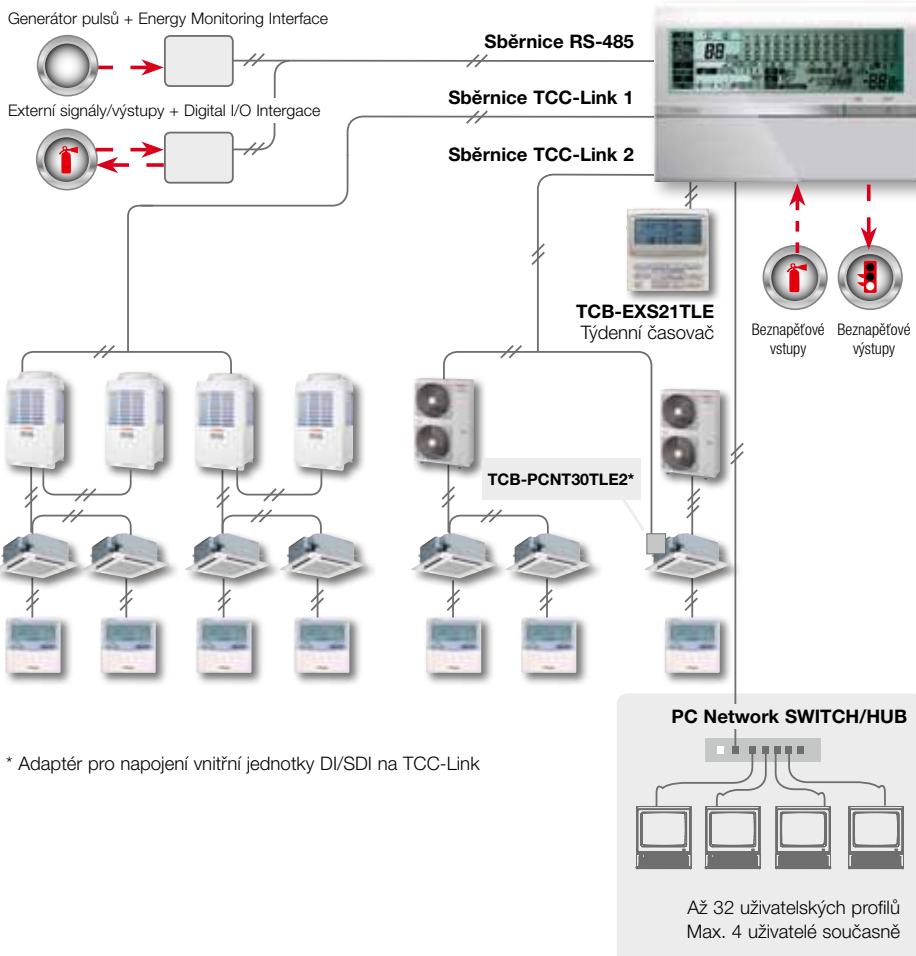 Generátor pulsů + Energy Monitoring Interface
Sběrnice RS-485
Sběrnice TCC-Link 1
Externí signály/výstupy + Digital I/O Intergace
Sběrnice TCC-Link 2
TCB-EXS21TLE
Týdenní časovač
Beznapěťové
vstupy
Beznapěťové
výstupy
TCB-PCNT30TLE2*
* Adaptér pro napojení vnitřní jednotky DI/SDI na TCC-Link
PC Network SWITCH/HUB
Až 32 uživatelských profilů
Max. 4 uživatelé současně